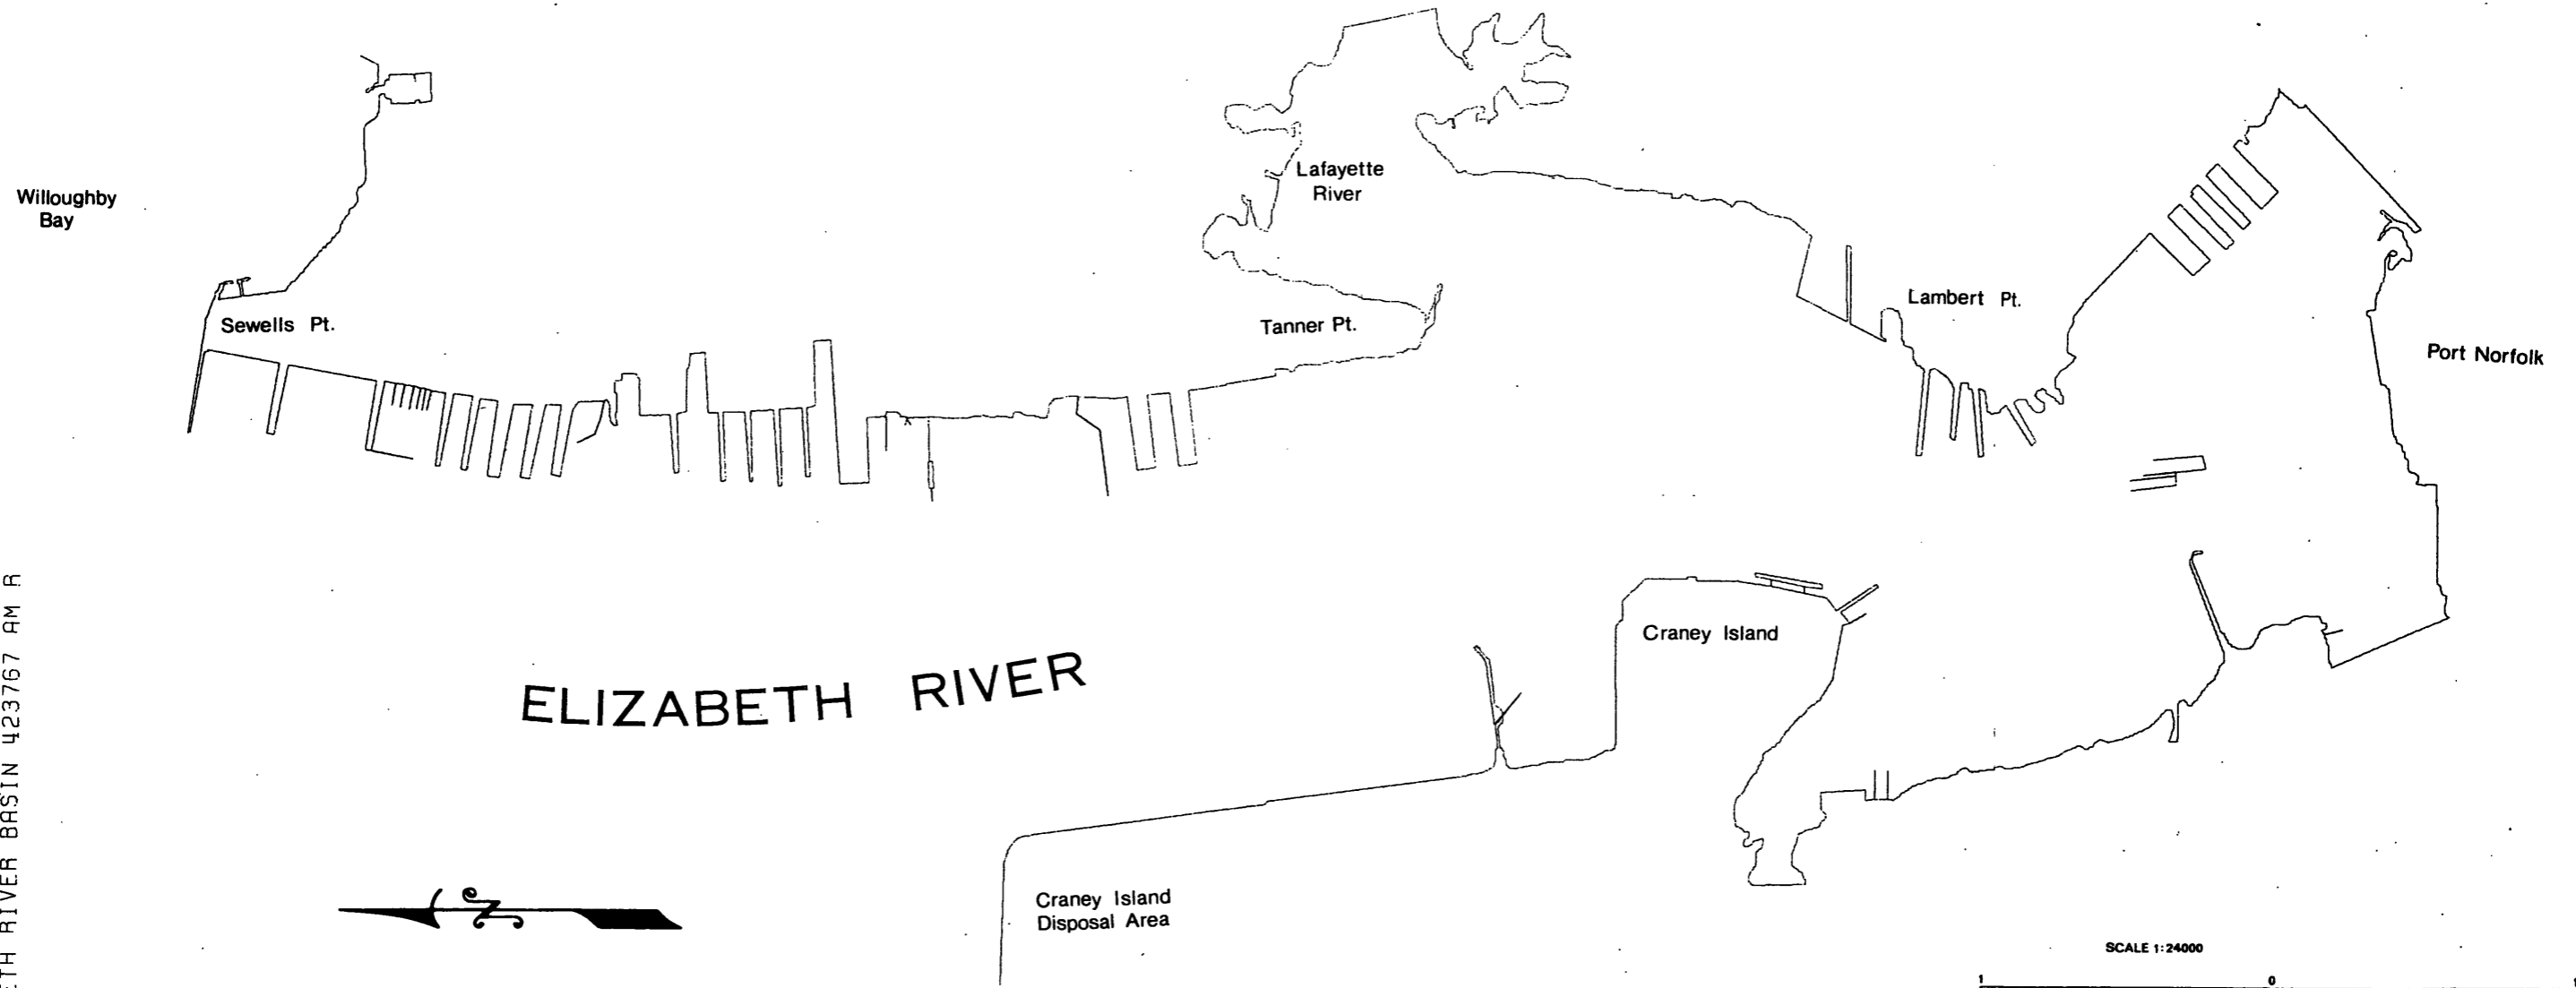 Willoughby
Bay
Sewells Pt.
Lafayette
River
Tanner Pt.
Lambert Pt.
Port Norfolk
ELIZABETH RIVER
Craney Island
Craney Island
Disposal Area
N
RIVER BASIN 423767 AM R
SCALE 1:24000
1 0